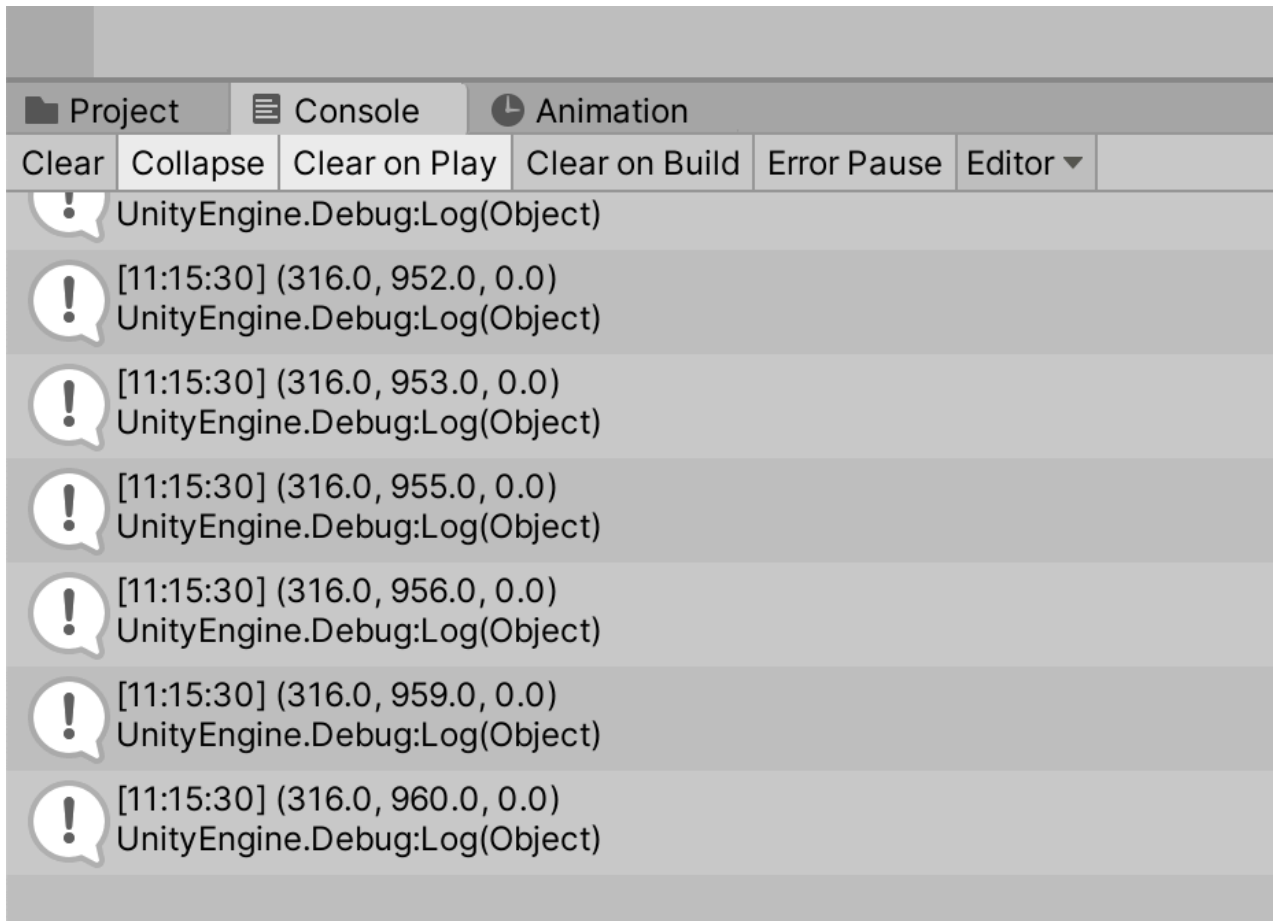 Project Console Animation
Clear Collapse Clear on Play Clear on Build Error Pause Editor
UnityEngine.Debug:Log(Object)
[11:15:30] (316.0, 952.0, 0.0)
UnityEngine.Debug:Log(Object)
[11:15:30] (316.0, 953.0, 0.0)
UnityEngine.Debug:Log(Object)
[11:15:30] (316.0, 955.0, 0.0)
UnityEngine.Debug:Log(Object)
[11:15:30] (316.0, 956.0, 0.0)
UnityEngine.Debug:Log(Object)
[11:15:30] (316.0, 959.0, 0.0)
UnityEngine.Debug:Log(Object)
[11:15:30] (316.0, 960.0, 0.0)
UnityEngine.Debug:Log(Object)